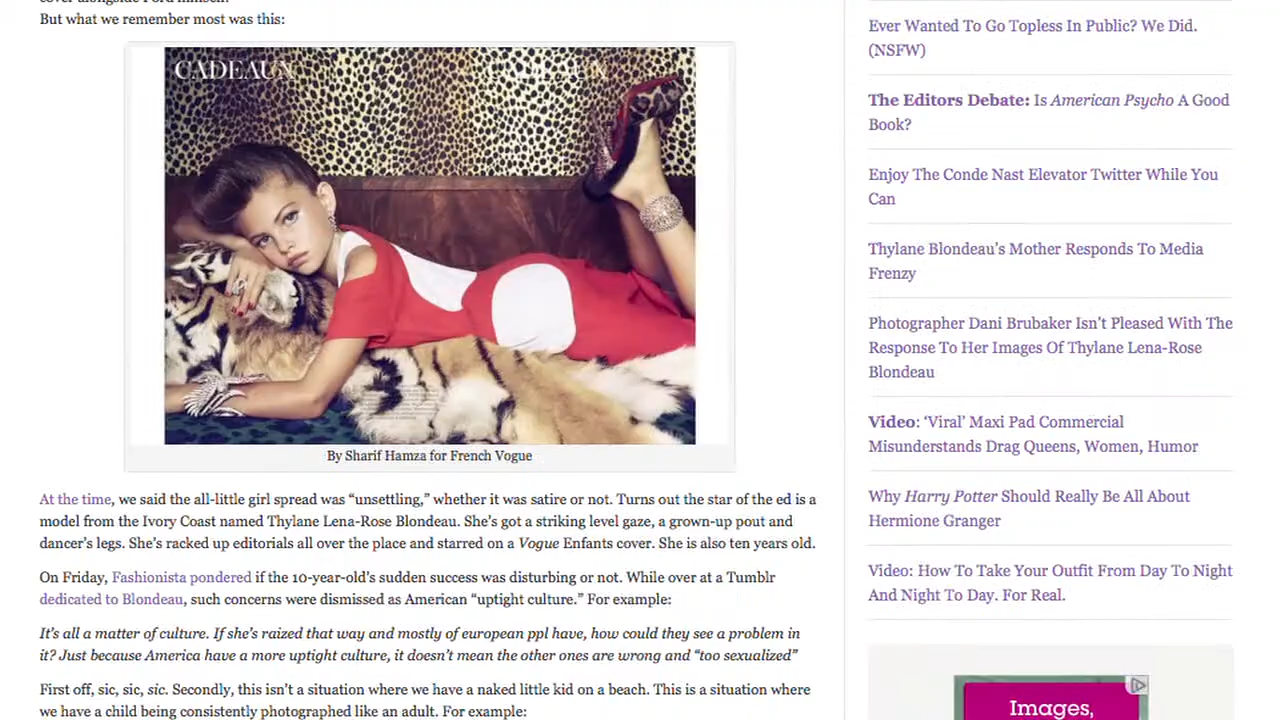 But what we remember most was this:
CADEAUX
By Sharif Hamza for French Vogue
At the time, we said the all-little girl spread was “unsettling,” whether it was satire or not. Turns out the star of the ed is a
model from the Ivory Coast named Thylane Lena-Rose Blondeau. She’s got a striking level gaze, a grown-up pout and
dancer’s legs. She’s racked up editorials all over the place and starred on a Vogue Enfants cover. She is also ten years old.
On Friday, Fashionista pondered if the 10-year-old’s sudden success was disturbing or not. While over at a Tumblr
dedicated to Blondeau, such concerns were dismissed as American “uptight culture.” For example:
It’s all a matter of culture. If she’s raized that way and mostly of european ppl have, how could they see a problem in
it? Just because America have a more uptight culture, it doesn’t mean the other ones are wrong and “too sexualized”
First off, sic, sic, sic. Secondly, this isn’t a situation where we have a naked little kid on a beach. This is a situation where
we have a child being consistently photographed like an adult. For example:
Ever Wanted To Go Topless In Public? We Did.
(NSFW)
The Editors Debate: Is American Psycho A Good
Book?
Enjoy The Conde Nast Elevator Twitter While You
Can
Thylane Blondeau’s Mother Responds To Media
Frenzy
Photographer Dani Brubaker Isn’t Pleased With The
Response To Her Images Of Thylane Lena-Rose
Blondeau
Video: ‘Viral’ Maxi Pad Commercial
Misunderstands Drag Queens, Women, Humor
Why Harry Potter Should Really Be All About
Hermione Granger
Video: How To Take Your Outfit From Day To Night
And Night To Day. For Real.
Images,